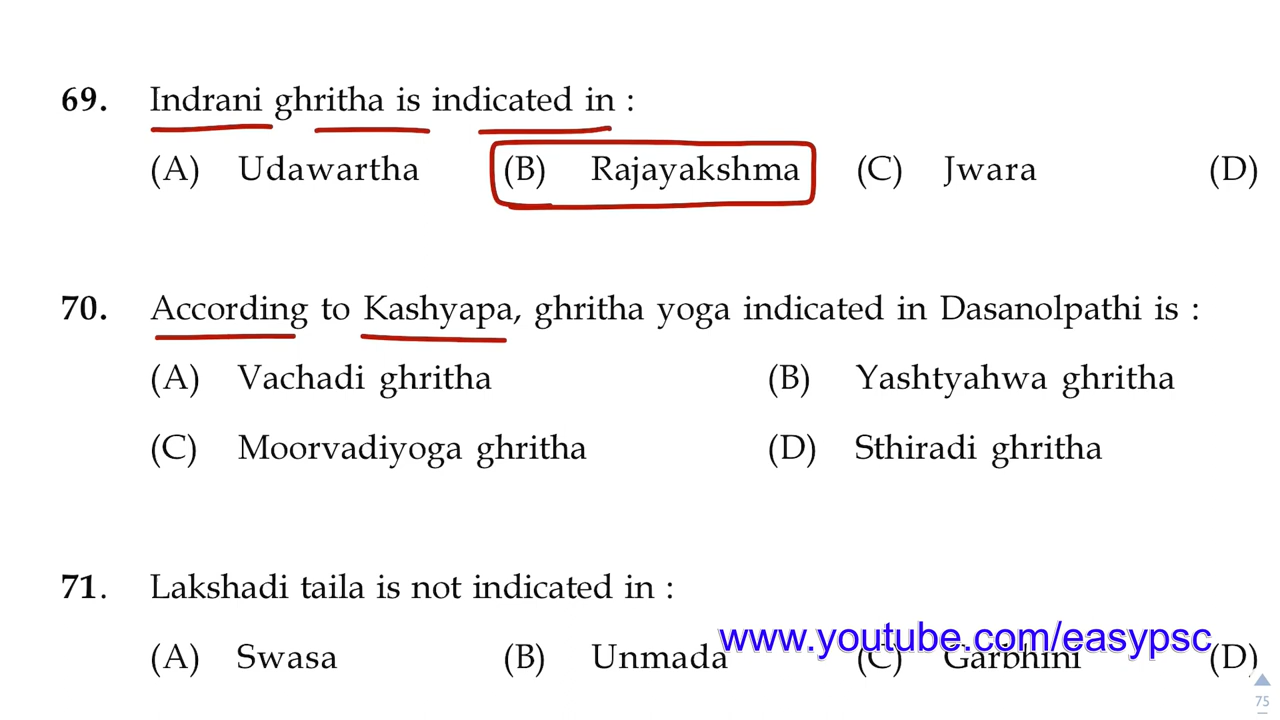 69. Indrani ghritha is indicated in :
(A) Udawartha (B) Rajayakshma (C) Jwara (D)
70. According to Kashyapa, ghritha yoga indicated in Dasanolpathi is :
(A) Vachadi ghritha (B) Yashtyahwa ghritha
(C) Moorvadiyoga ghritha (D) Sthiradi ghritha
71. Lakshadi taila is not indicated in :
www.youtube.com/easypsc
(A) Swasa (B) Unmada (C) Garbhini (D)
75